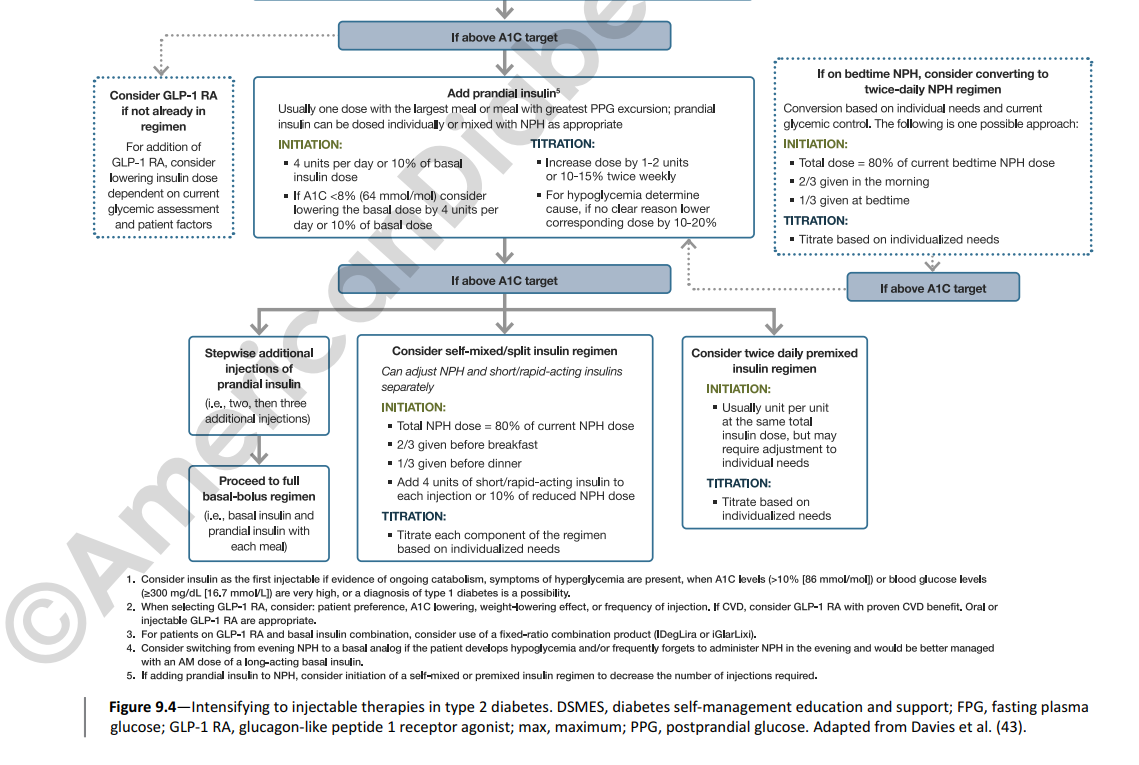 If above A1C target
Consider GLP-1 RA
if not already in
regimen
For addition of
GLP-1 RA, consider
lowering insulin dose
dependent on current
glycemic assessment
and patient factors
Add prandial insulin⁵
Usually one dose with the largest meal or meal with greatest PPG excursion; prandial
insulin can be dosed individually or mixed with NPH as appropriate
INITIATION:
▪ 4 units per day or 10% of basal
insulin dose
▪ If A1C <8% (64 mmol/mol) consider
lowering the basal dose by 4 units per
day or 10% of basal dose
TITRATION:
▪ Increase dose by 1-2 units
or 10-15% twice weekly
▪ For hypoglycemia determine
cause, if no clear reason lower
corresponding dose by 10-20%
If on bedtime NPH, consider converting to
twice-daily NPH regimen
Conversion based on individual needs and current
glycemic control. The following is one possible approach:
INITIATION:
▪ Total dose = 80% of current bedtime NPH dose
▪ 2/3 given in the morning
▪ 1/3 given at bedtime
TITRATION:
▪ Titrate based on individualized needs
If above A1C target
If above A1C target
Stepwise additional
injections of
prandial insulin
(i.e., two, then three
additional injections)
Proceed to full
basal-bolus regimen
(i.e., basal insulin and
prandial insulin with
each meal)
Consider self-mixed/split insulin regimen
Can adjust NPH and short/rapid-acting insulins
separately
INITIATION:
▪ Total NPH dose = 80% of current NPH dose
▪ 2/3 given before breakfast
▪ 1/3 given before dinner
▪ Add 4 units of short/rapid-acting insulin to
each injection or 10% of reduced NPH dose
TITRATION:
▪ Titrate each component of the regimen
based on individualized needs
Consider twice daily premixed
insulin regimen
INITIATION:
▪ Usually unit per unit
at the same total
insulin dose, but may
require adjustment to
individual needs
TITRATION:
▪ Titrate based on
individualized needs
1. Consider insulin as the first injectable if evidence of ongoing catabolism, symptoms of hyperglycemia are present, when A1C levels (>10% [86 mmol/mol]) or blood glucose levels
(≥300 mg/dL [16.7 mmol/L]) are very high, or a diagnosis of type 1 diabetes is a possibility.
2. When selecting GLP-1 RA, consider: patient preference, A1C lowering, weight-lowering effect, or frequency of injection. If CVD, consider GLP-1 RA with proven CVD benefit. Oral or
injectable GLP-1 RA are appropriate.
3. For patients on GLP-1 RA and basal insulin combination, consider use of a fixed-ratio combination product (IDegLira or iGlarLixi).
4. Consider switching from evening NPH to a basal analog if the patient develops hypoglycemia and/or frequently forgets to administer NPH in the evening and would be better managed
with an AM dose of a long-acting basal insulin.
5. If adding prandial insulin to NPH, consider initiation of a self-mixed or premixed insulin regimen to decrease the number of injections required.
Figure 9.4—Intensifying to injectable therapies in type 2 diabetes. DSMES, diabetes self-management education and support; FPG, fasting plasma
glucose; GLP-1 RA, glucagon-like peptide 1 receptor agonist; max, maximum; PPG, postprandial glucose. Adapted from Davies et al. (43).
©AmericanDiabe